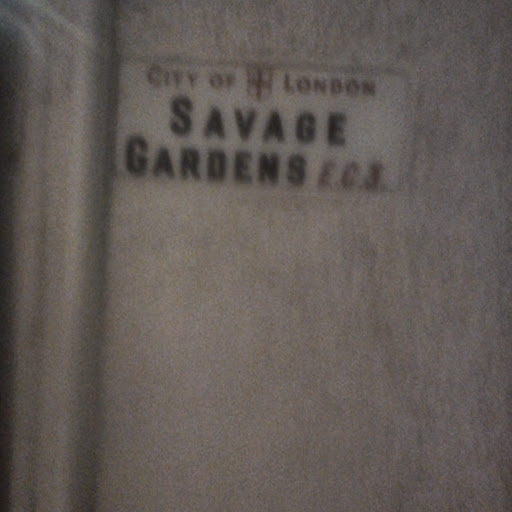 CITY OF LONDON
SAVAGE
GARDENS E.C.3.